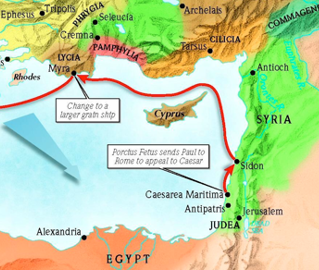 Ephesus
Tripolis
PHRYGIA
Seleucia
Archelais
COMMAGENE
Cremna
PAMPHYLIA
Tarsus
CILICIA
LYCIA
Myra
Rhodes
Antioch
Change to a
larger grain ship
Cyprus
SYRIA
Porcius Fetus sends Paul to
Rome to appeal to Caesar
Sidon
Caesarea Maritima
Antipatris
Jerusalem
JUDEA
Alexandria
EGYPT